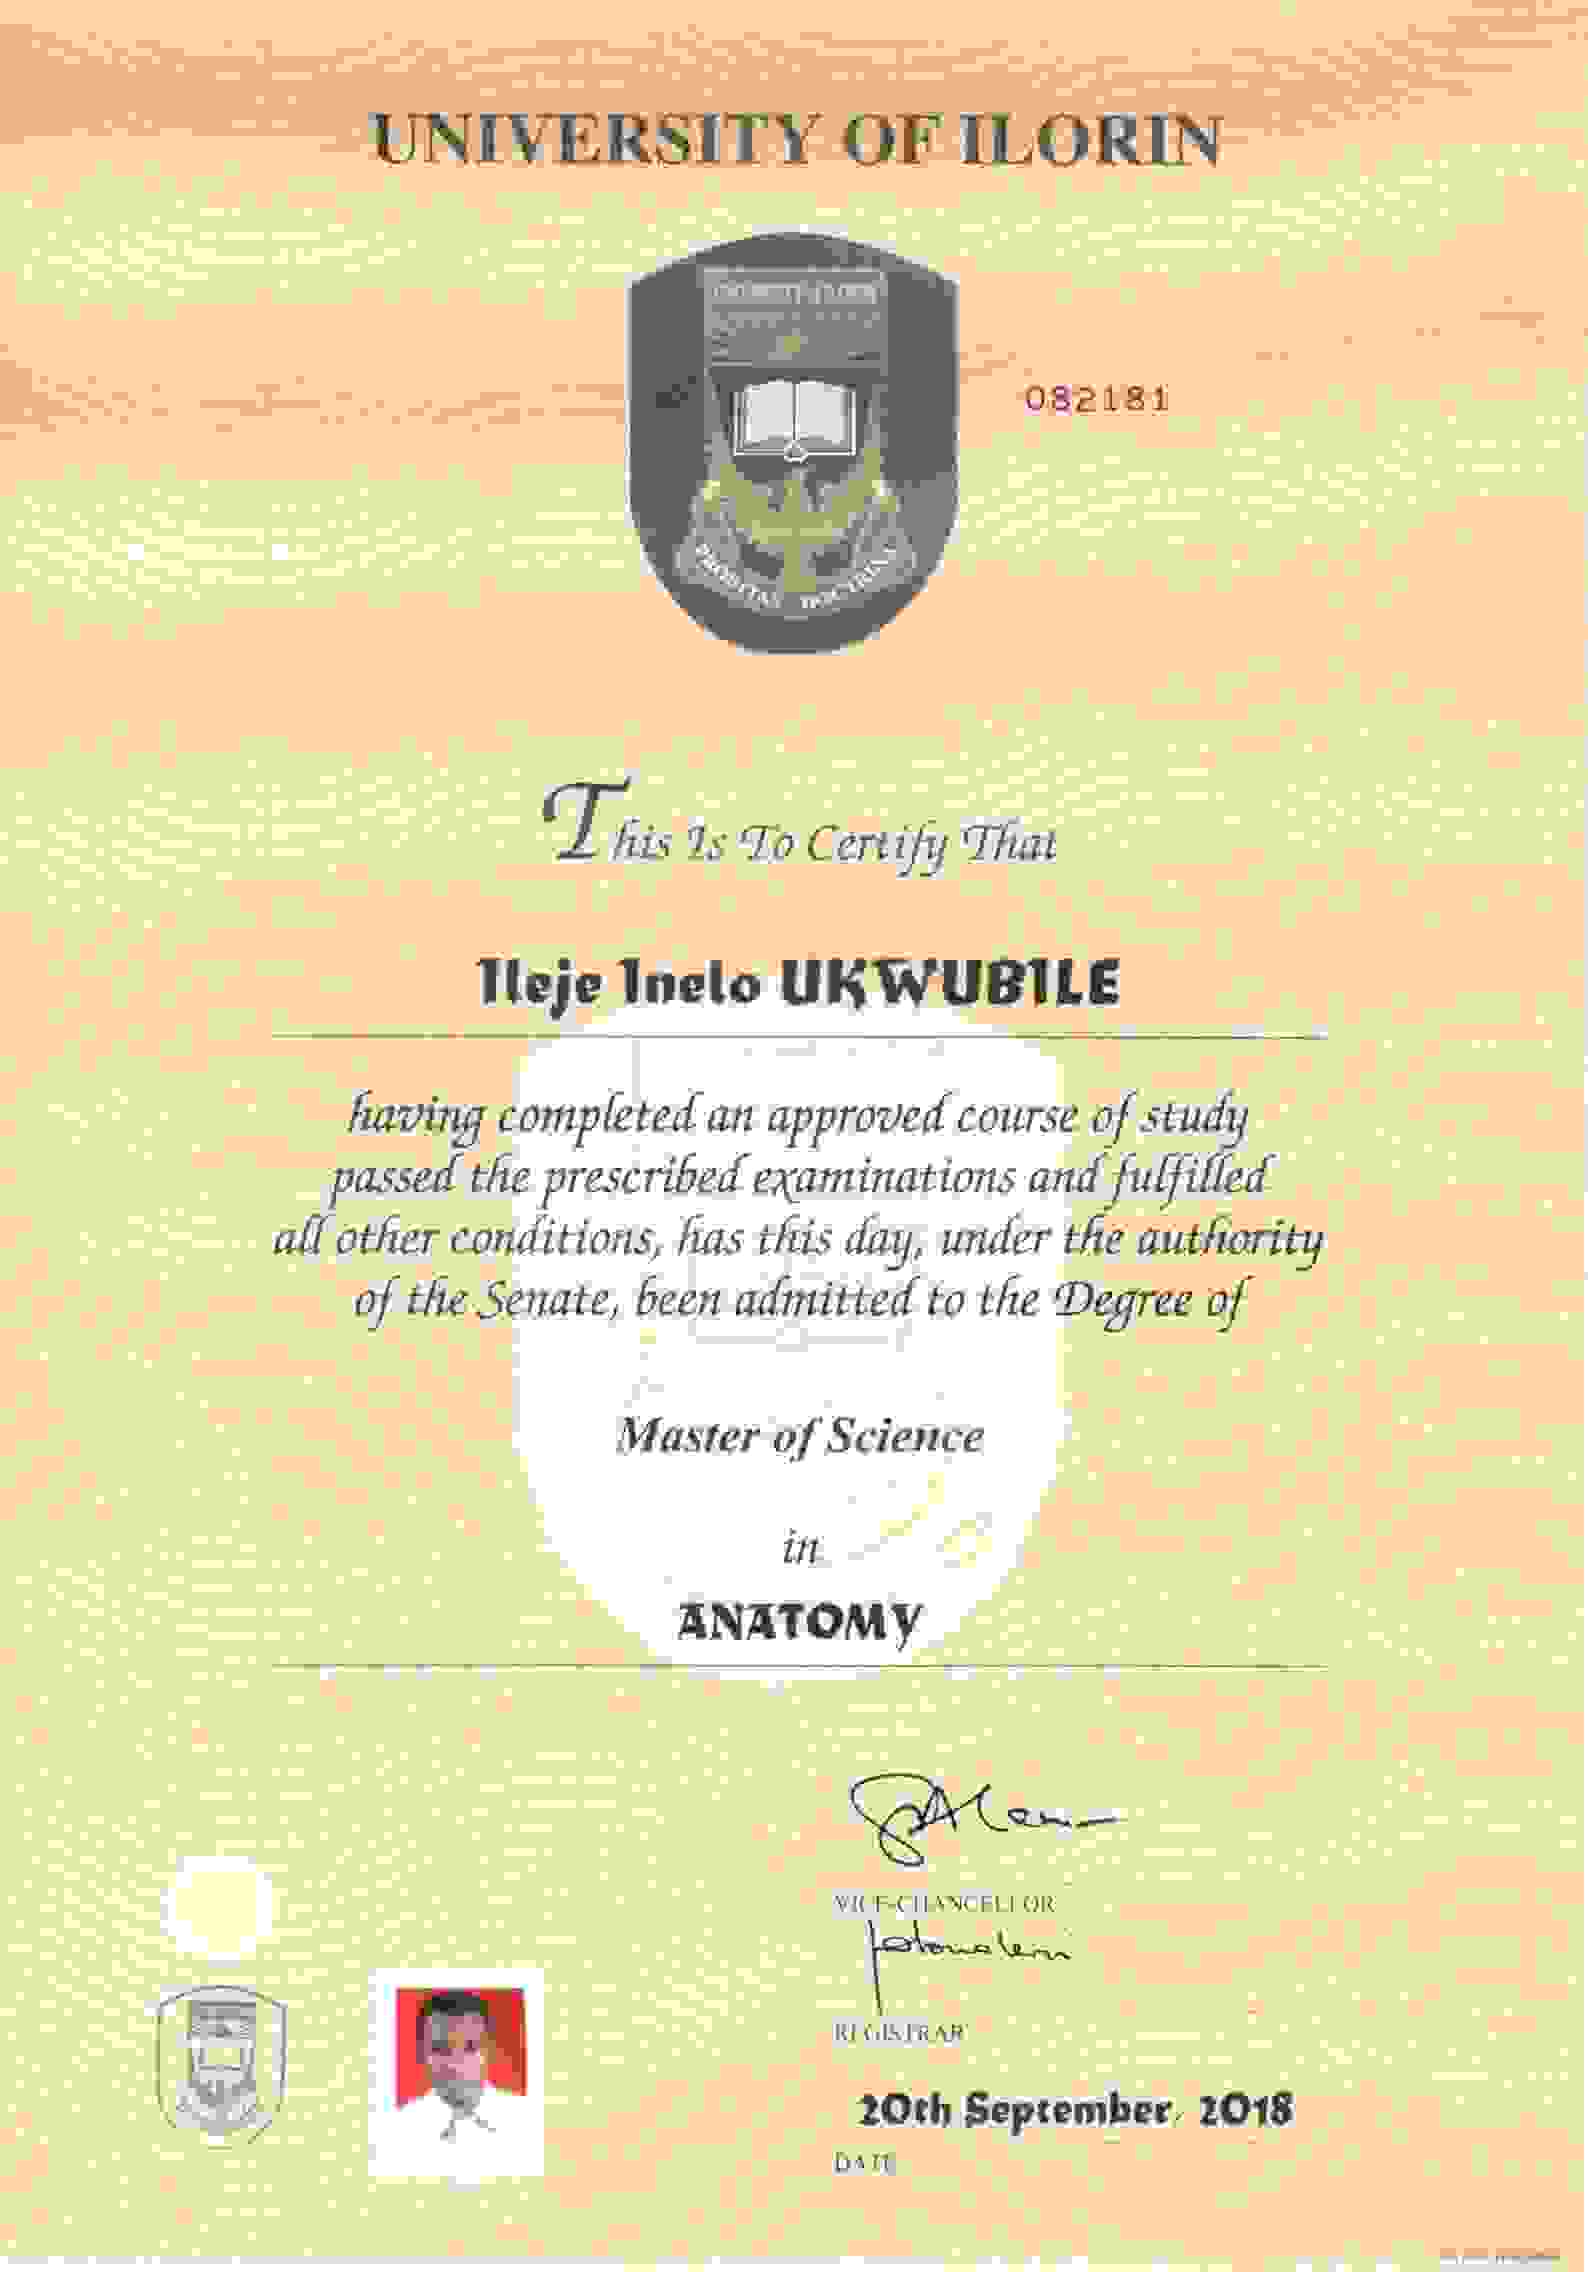 UNIVERSITY OF ILORIN
082181
PROBITAS DOCTRINA
This Is To Certify That
Ileje Inelo UKWUBILE
having completed an approved course of study
passed the prescribed examinations and fulfilled
all other conditions, has this day, under the authority
of the Senate, been admitted to the Degree of
Master of Science
in
ANATOMY
VICE-CHANCELLOR
REGISTRAR
20th September, 2018
DATE